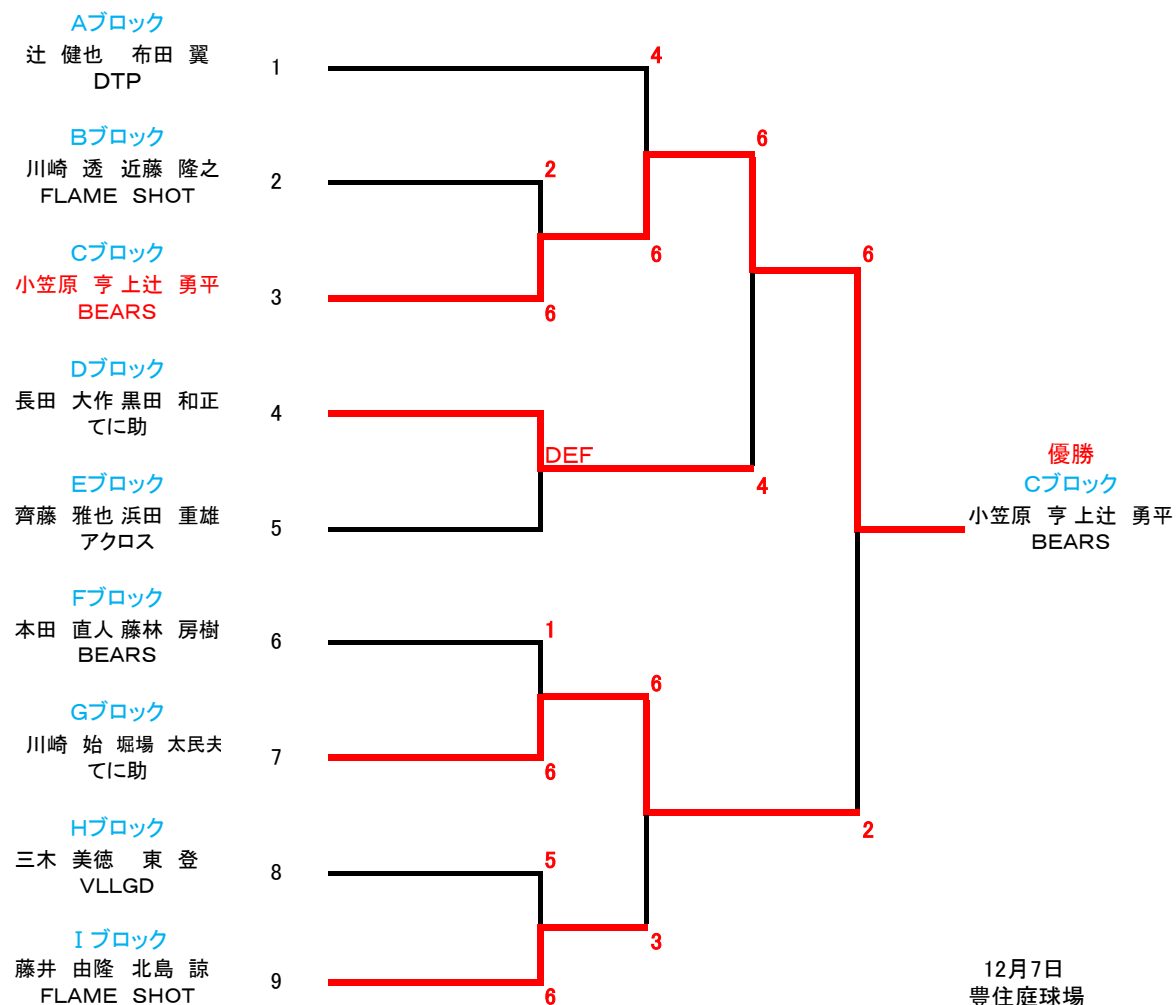 Aブロック
辻　健也　布田　翼
DTP
1
4
Bブロック
川崎　透　近藤　隆之
FLAME　SHOT
2
2
6
Cブロック
小笠原　亨 上辻　勇平
BEARS
3
6
6
6
Dブロック
長田　大作 黒田　和正
てに助
4
DEF
4
Eブロック
齊藤　雅也 浜田　重雄
アクロス
5
優勝
Cブロック
小笠原　亨 上辻　勇平
BEARS
Fブロック
本田　直人 藤林　房樹
BEARS
6
1
6
Gブロック
川崎　始　堀場　太民夫
てに助
7
6
2
Hブロック
三木　美徳　東　登
VLLGD
8
5
3
Iブロック
藤井　由隆　北島　諒
FLAME　SHOT
9
6
12月7日
豊住庭球場